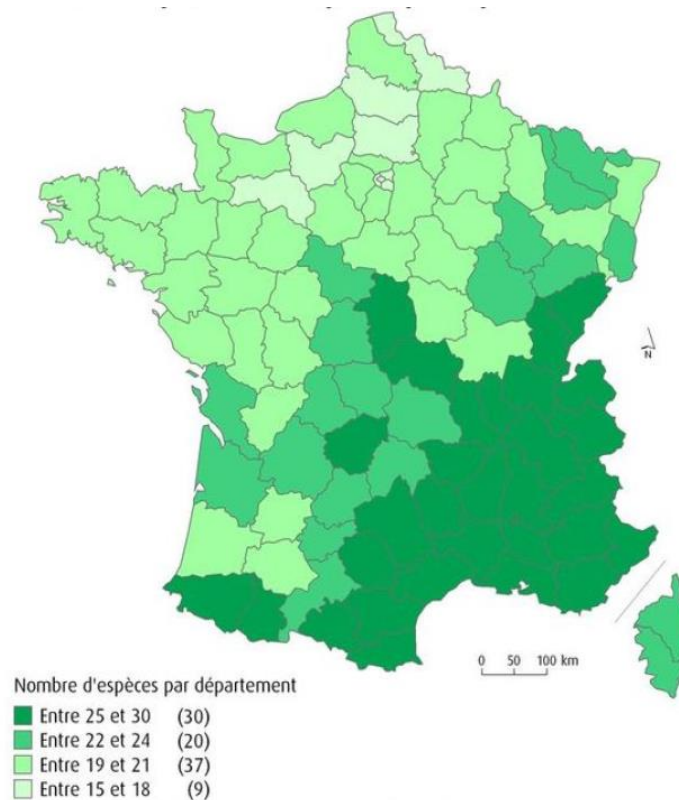 N
0 50 100 km
Nombre d'espèces par département
Entre 25 et 30 (30)
Entre 22 et 24 (20)
Entre 19 et 21 (37)
Entre 15 et 18 (9)